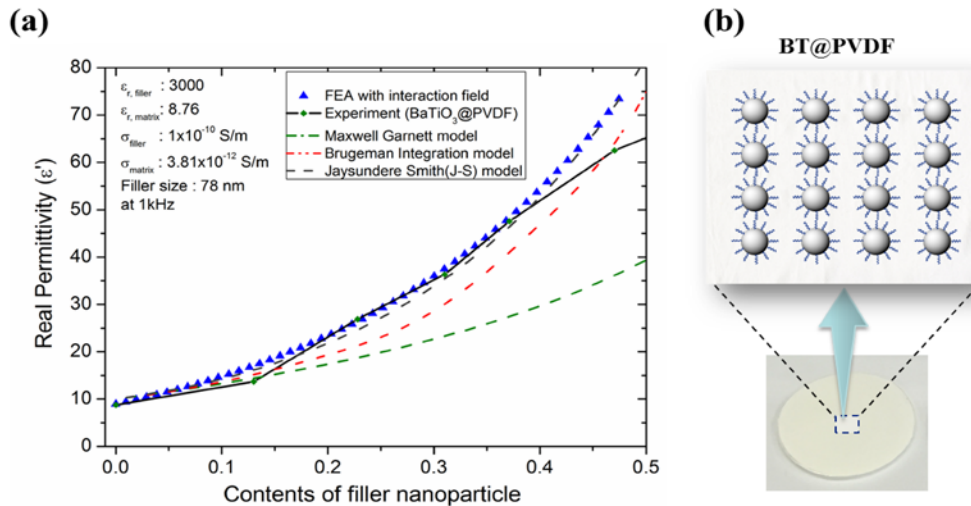 (a)
80
70
60
50
40
30
20
10
0
Real Permittivity (ε')
ε r, filler : 3000
ε r, matrix : 8.76
σ filler : 1x10⁻¹⁰ S/m
σ matrix : 3.81x10⁻¹² S/m
Filler size : 78 nm
at 1kHz
FEA with interaction field
Experiment (BaTiO₃@PVDF)
Maxwell Garnett model
Brugeman Integration model
Jaysundere Smith(J-S) model
0.0 0.1 0.2 0.3 0.4 0.5
Contents of filler nanoparticle
(b)
BT@PVDF